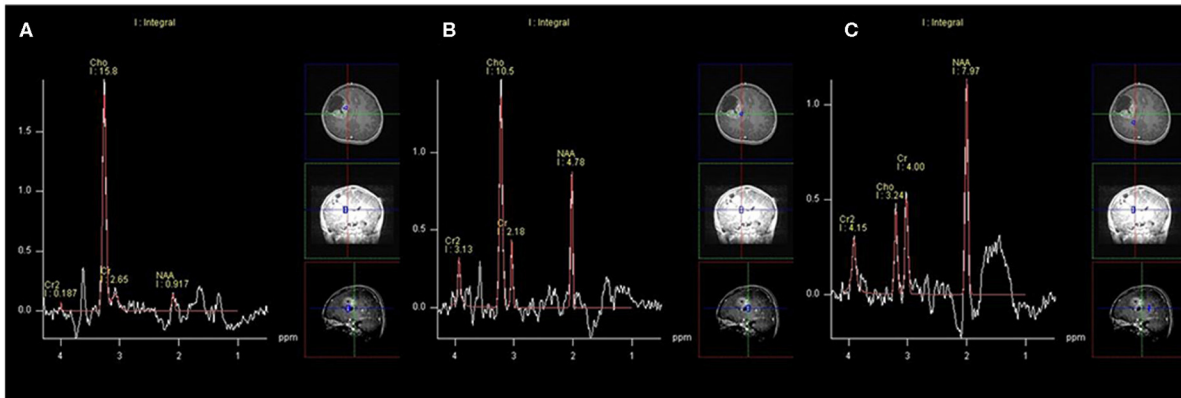 A
I : Integral
Cho
I : 15.8
1.5
1.0
0.5
0.0
Cr2
I : 0.187
Cr
I : 2.65
NAA
I : 0.917
4
3
2
1
ppm
B
I : Integral
Cho
I : 10.5
1.0
0.5
0.0
Cr2
I : 3.13
Cr
I : 2.18
NAA
I : 4.78
4
3
2
1
ppm
C
I : Integral
NAA
I : 7.97
1.0
0.5
0.0
Cr
I : 4.00
Cho
I : 3.24
Cr2
I : 4.15
4
3
2
1
ppm